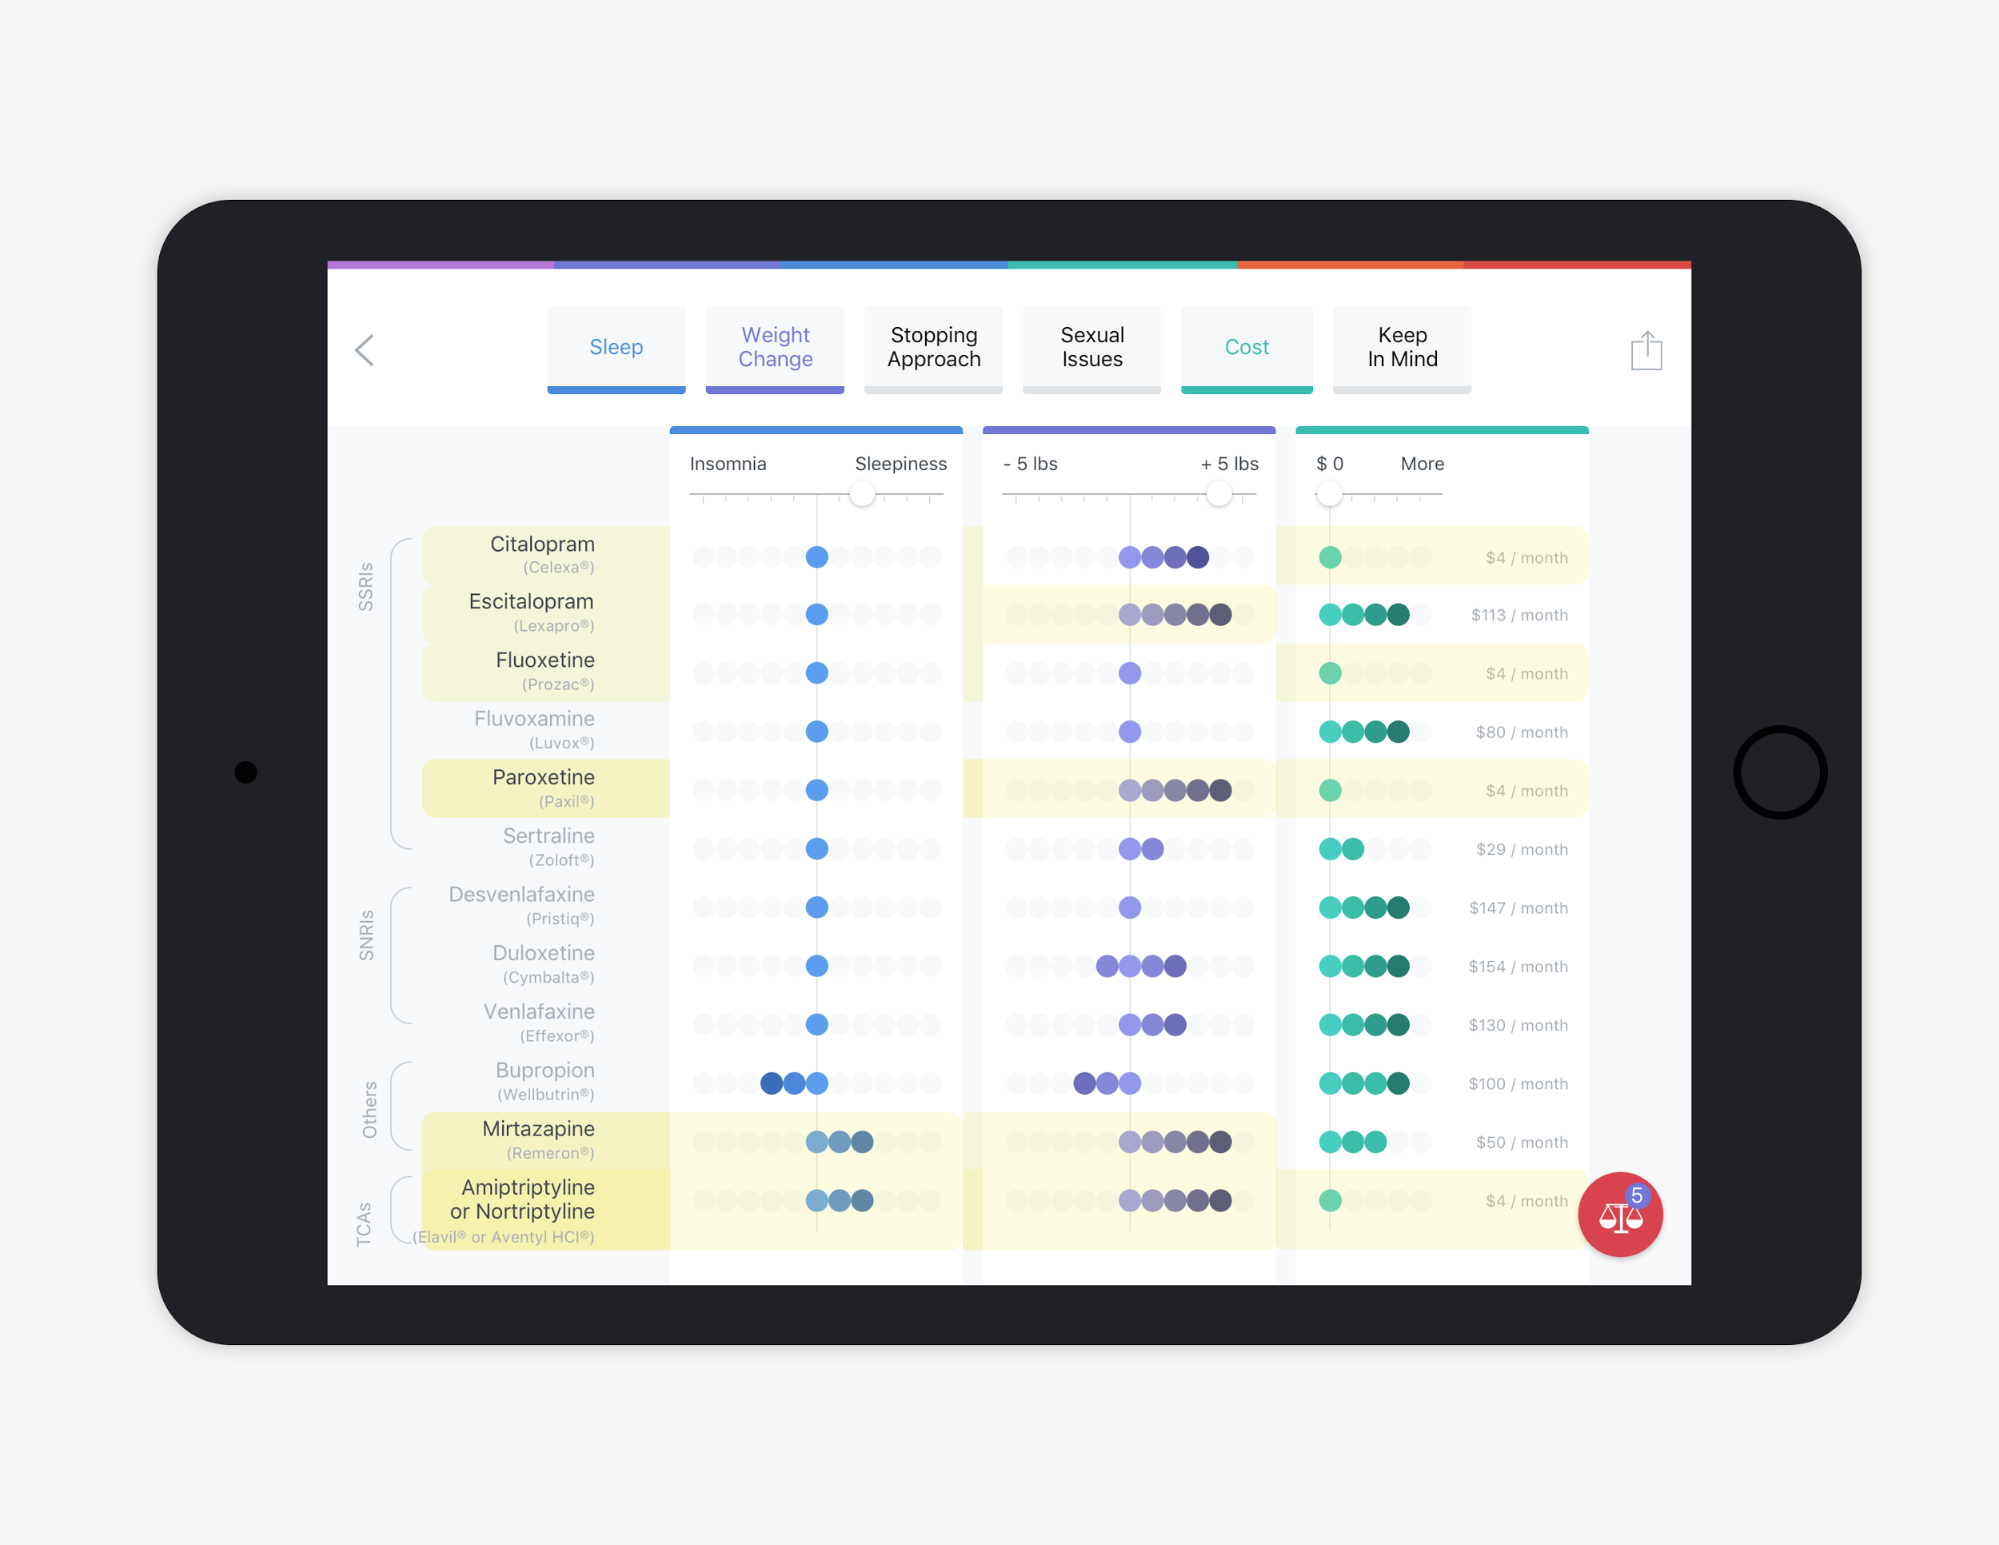 Sleep
Weight
Change
Stopping
Approach
Sexual
Issues
Cost
Keep
In Mind
Insomnia
Sleepiness
- 5 lbs
+ 5 lbs
$ 0
More
SSRIs
Citalopram
(Celexa®)
$4 / month
Escitalopram
(Lexapro®)
$113 / month
Fluoxetine
(Prozac®)
$4 / month
Fluvoxamine
(Luvox®)
$80 / month
Paroxetine
(Paxil®)
$4 / month
Sertraline
(Zoloft®)
$29 / month
SNRIs
Desvenlafaxine
(Pristiq®)
$147 / month
Duloxetine
(Cymbalta®)
$154 / month
Venlafaxine
(Effexor®)
$130 / month
Others
Bupropion
(Wellbutrin®)
$100 / month
Mirtazapine
(Remeron®)
$50 / month
TCAs
Amiptriptyline
or Nortriptyline
(Elavil® or Aventyl HCI®)
$4 / month
5